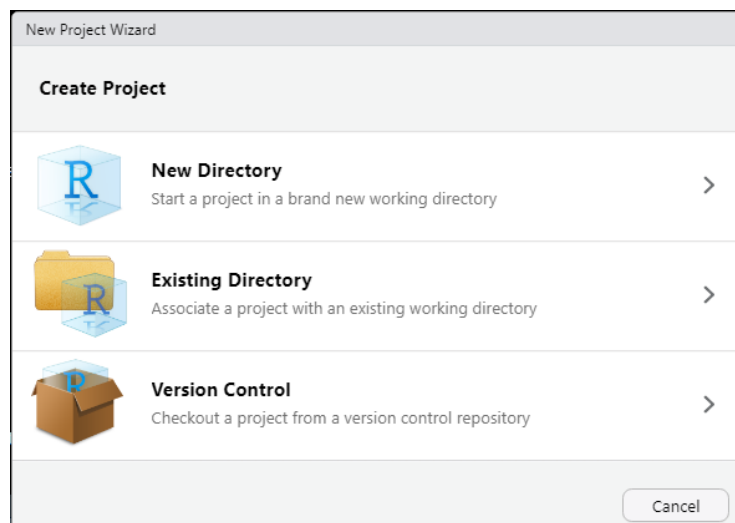 New Project Wizard
Create Project
R
New Directory
Start a project in a brand new working directory
R
Existing Directory
Associate a project with an existing working directory
R
Version Control
Checkout a project from a version control repository
Cancel